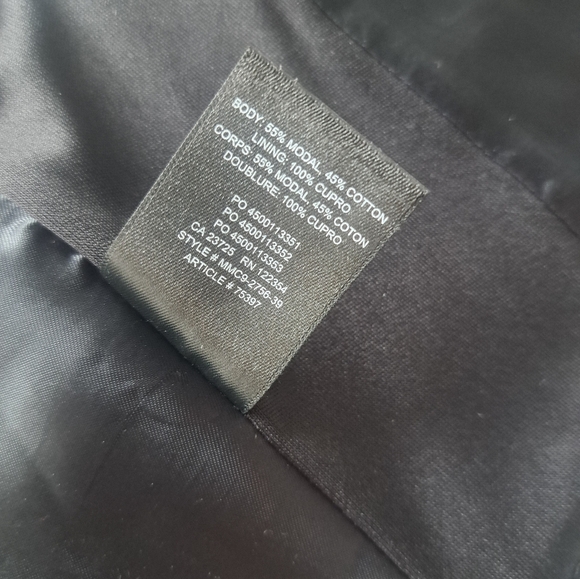 BODY: 55% MODAL, 45% COTTON
LINING: 100% CUPRO
CORPS: 55% MODAL, 45% COTON
DOUBLURE: 100% CUPRO
PO 4500113351
PO 4500113352
PO 4500113353
CA 23725 RN 122354
STYLE # MMC9-2756-39
ARTICLE # 75397